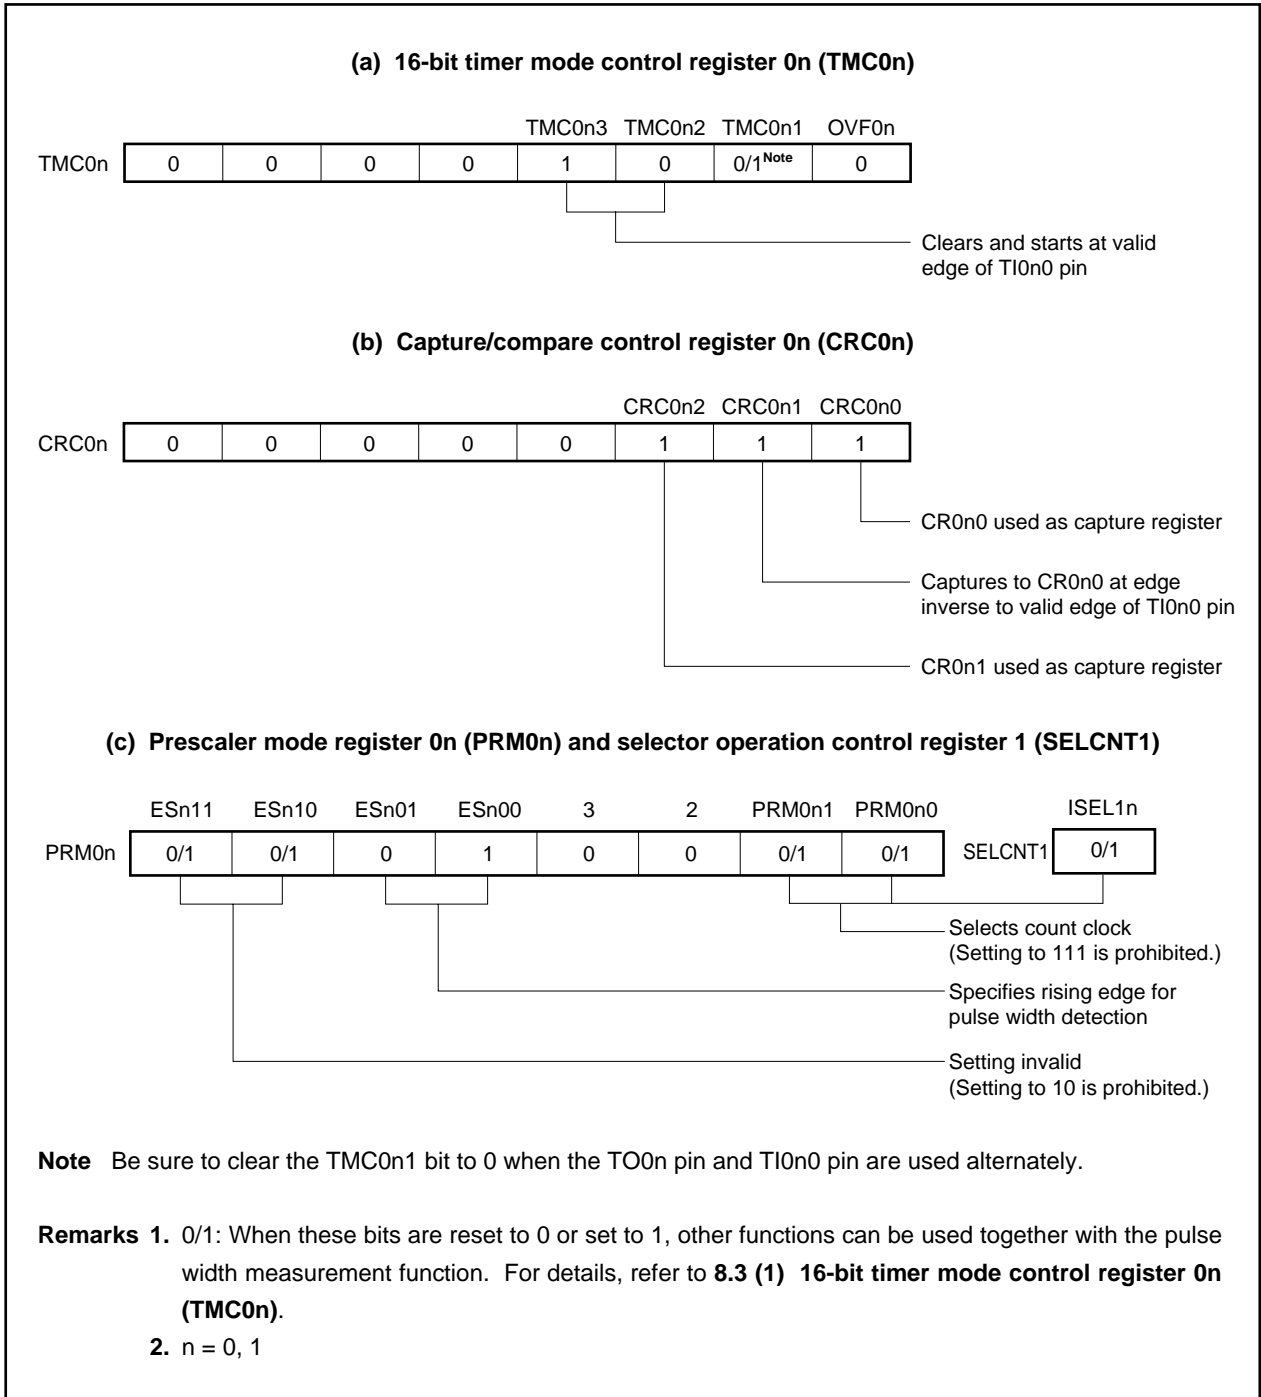 (a) 16-bit timer mode control register 0n (TMC0n)
TMC0n3 TMC0n2 TMC0n1 OVF0n
TMC0n 0 0 0 0 1 0 0/1Note 0
Clears and starts at valid
edge of TI0n0 pin
(b) Capture/compare control register 0n (CRC0n)
CRC0n2 CRC0n1 CRC0n0
CRC0n 0 0 0 0 0 1 1 1
CR0n0 used as capture register
Captures to CR0n0 at edge
inverse to valid edge of TI0n0 pin
CR0n1 used as capture register
(c) Prescaler mode register 0n (PRM0n) and selector operation control register 1 (SELCNT1)
ESn11 ESn10 ESn01 ESn00 3 2 PRM0n1 PRM0n0 ISEL1n
PRM0n 0/1 0/1 0 1 0 0 0/1 0/1 SELCNT1 0/1
Selects count clock
(Setting to 111 is prohibited.)
Specifies rising edge for
pulse width detection
Setting invalid
(Setting to 10 is prohibited.)
Note Be sure to clear the TMC0n1 bit to 0 when the TO0n pin and TI0n0 pin are used alternately.
Remarks 1. 0/1: When these bits are reset to 0 or set to 1, other functions can be used together with the pulse
width measurement function. For details, refer to 8.3 (1) 16-bit timer mode control register 0n
(TMC0n).
2. n = 0, 1